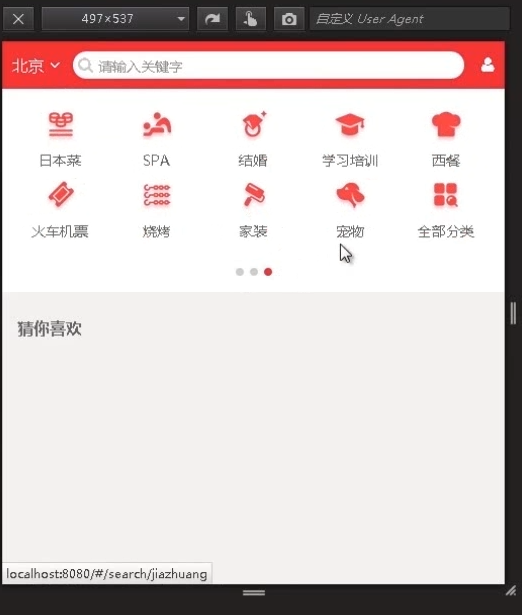 497×537
自定义 User Agent
北京
请输入关键字
日本菜 SPA 结婚 学习培训 西餐
火车机票 烧烤 家装 宠物 全部分类
猜你喜欢
localhost:8080/#/search/jiazhuang